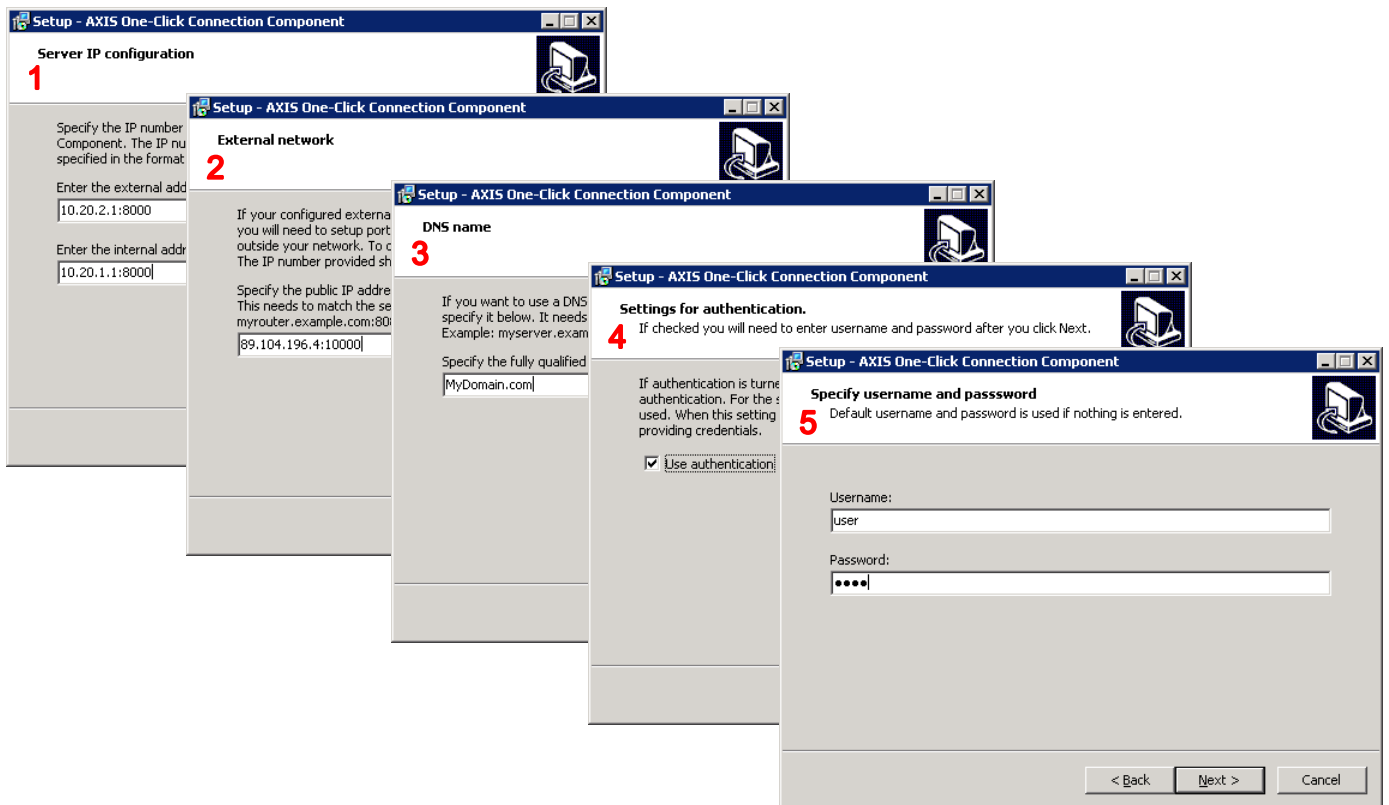 Setup - AXIS One-Click Connection Component
Server IP configuration
1
Specify the IP number
Component. The IP nu
specified in the format
Enter the external add
10.20.2.1:8000
Enter the internal addr
10.20.1.1:8000
Setup - AXIS One-Click Connection Component
External network
2
If your configured externa
you will need to setup port
outside your network. To c
The IP number provided sh
Specify the public IP addre
This needs to match the se
myrouter.example.com:808
89.104.196.4:10000
Setup - AXIS One-Click Connection Component
DNS name
3
If you want to use a DNS
specify it below. It needs
Example: myserver.exam
Specify the fully qualified
MyDomain.com
Setup - AXIS One-Click Connection Component
Settings for authentication.
4
If checked you will need to enter username and password after you click Next.
If authentication is turne
authentication. For the s
used. When this setting
providing credentials.
Use authentication
Setup - AXIS One-Click Connection Component
Specify username and passsword
5
Default username and password is used if nothing is entered.
Username:
user
Password:
••••
< Back
Next >
Cancel